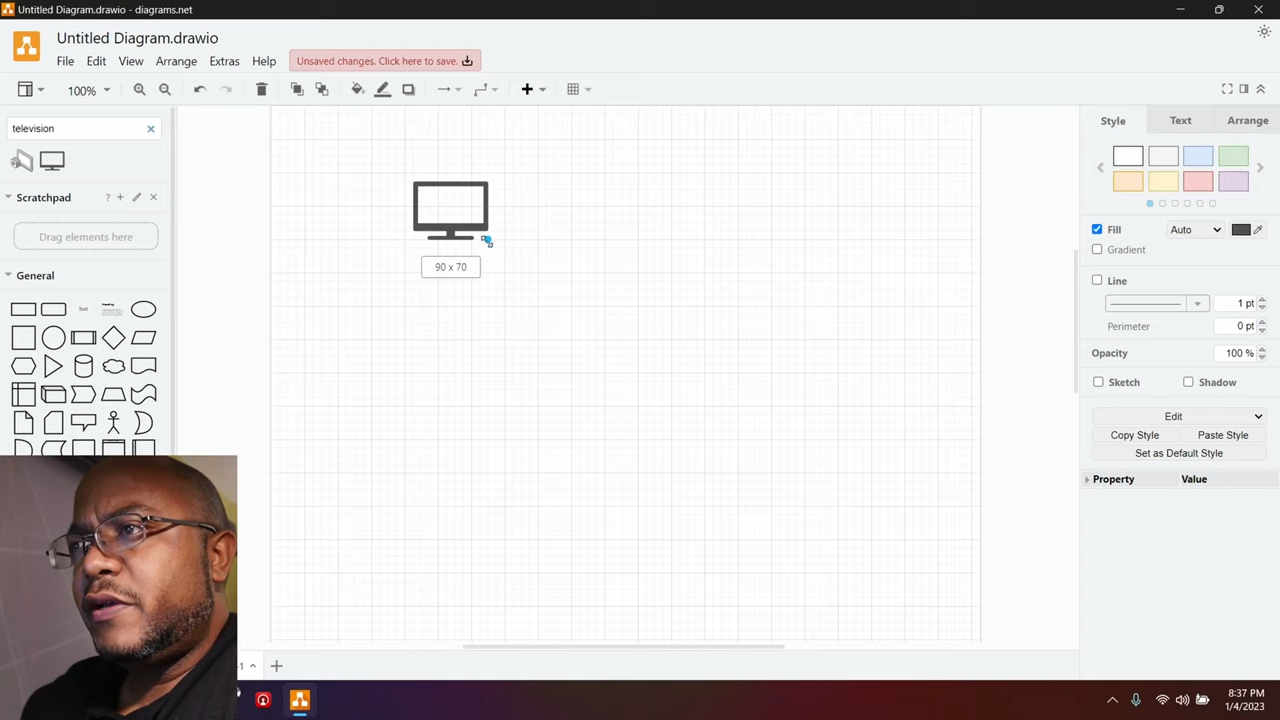 Untitled Diagram.drawio - diagrams.net
Untitled Diagram.drawio
File Edit View Arrange Extras Help Unsaved changes. Click here to save.
100%
television
Scratchpad ?
Drag elements here
General
Text
Heading
90 x 70
Style Text Arrange
Fill Auto
Gradient
Line
1 pt
Perimeter 0 pt
Opacity 100 %
Sketch Shadow
Edit
Copy Style Paste Style
Set as Default Style
Property Value
-1
8:37 PM
1/4/2023